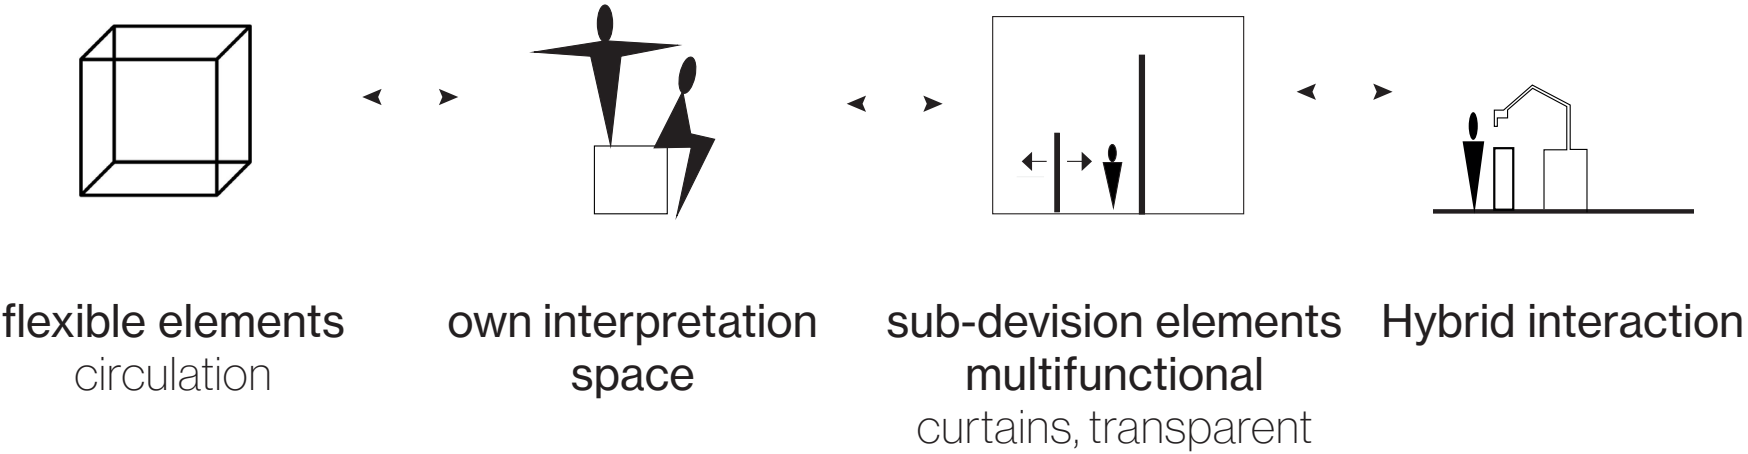 flexible elements
circulation
own interpretation
space
sub-devision elements
multifunctional
curtains, transparent
Hybrid interaction